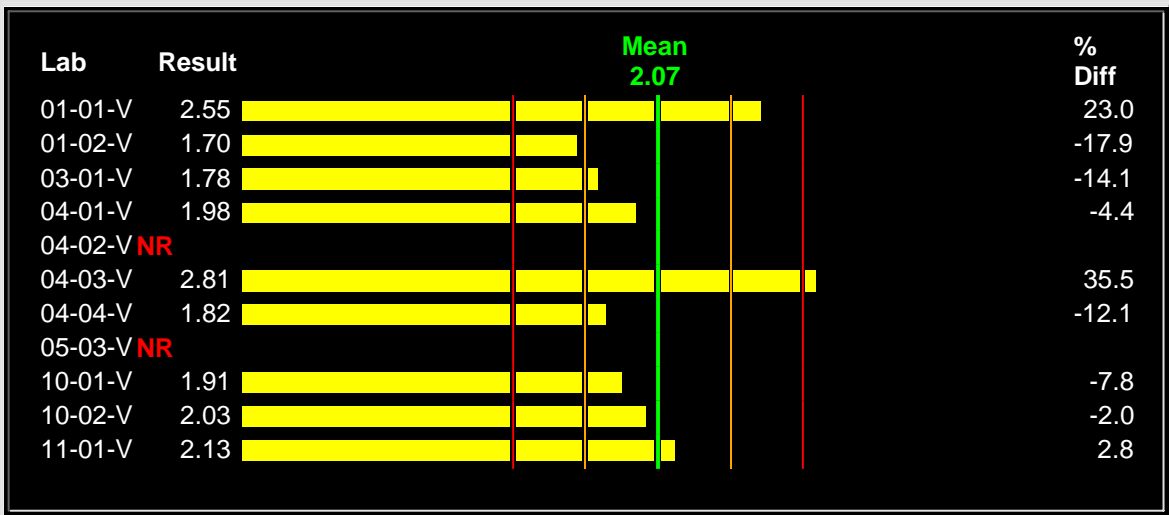 Lab Result Mean % 
2.07 Diff
01-01-V 2.55 23.0
01-02-V 1.70 -17.9
03-01-V 1.78 -14.1
04-01-V 1.98 -4.4
04-02-V NR
04-03-V 2.81 35.5
04-04-V 1.82 -12.1
05-03-V NR
10-01-V 1.91 -7.8
10-02-V 2.03 -2.0
11-01-V 2.13 2.8